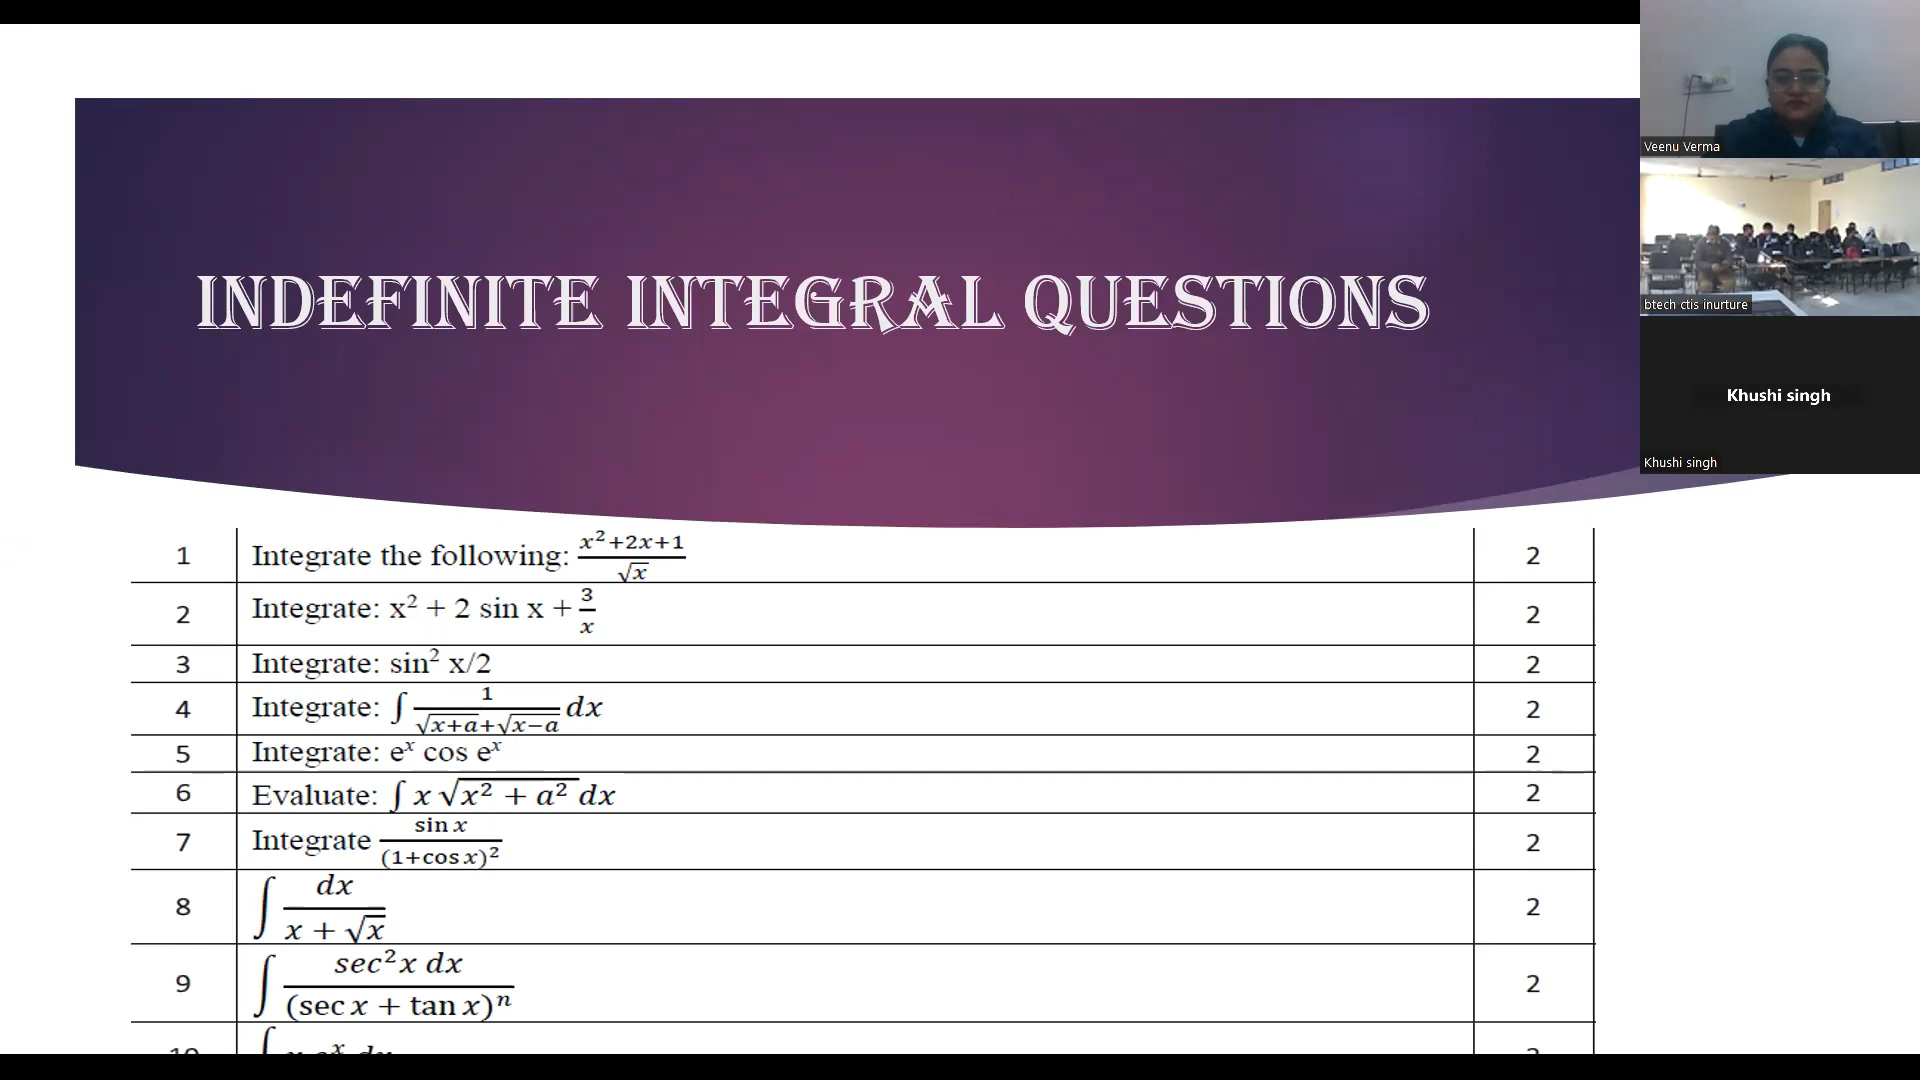 INDEFINITE INTEGRAL QUESTIONS
Veenu Verma
btech ctis inurture
Khushi singh
Khushi singh
1 Integrate the following: (x²+2x+1)/√x 2
2 Integrate: x² + 2 sin x + 3/x 2
3 Integrate: sin² x/2 2
4 Integrate: ∫ 1/(√(x+a)+√(x−a)) dx 2
5 Integrate: eˣ cos eˣ 2
6 Evaluate: ∫ x √(x² + a²) dx 2
7 Integrate sin x/(1+cos x)² 2
8 ∫ dx/(x + √x) 2
9 ∫ sec²x dx/(sec x + tan x)ⁿ 2